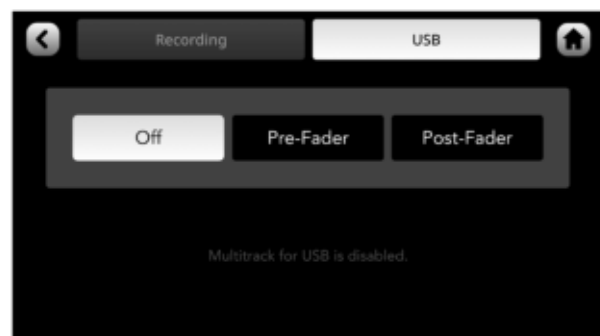 Recording USB
Off Pre-Fader Post-Fader
Multitrack for USB is disabled.